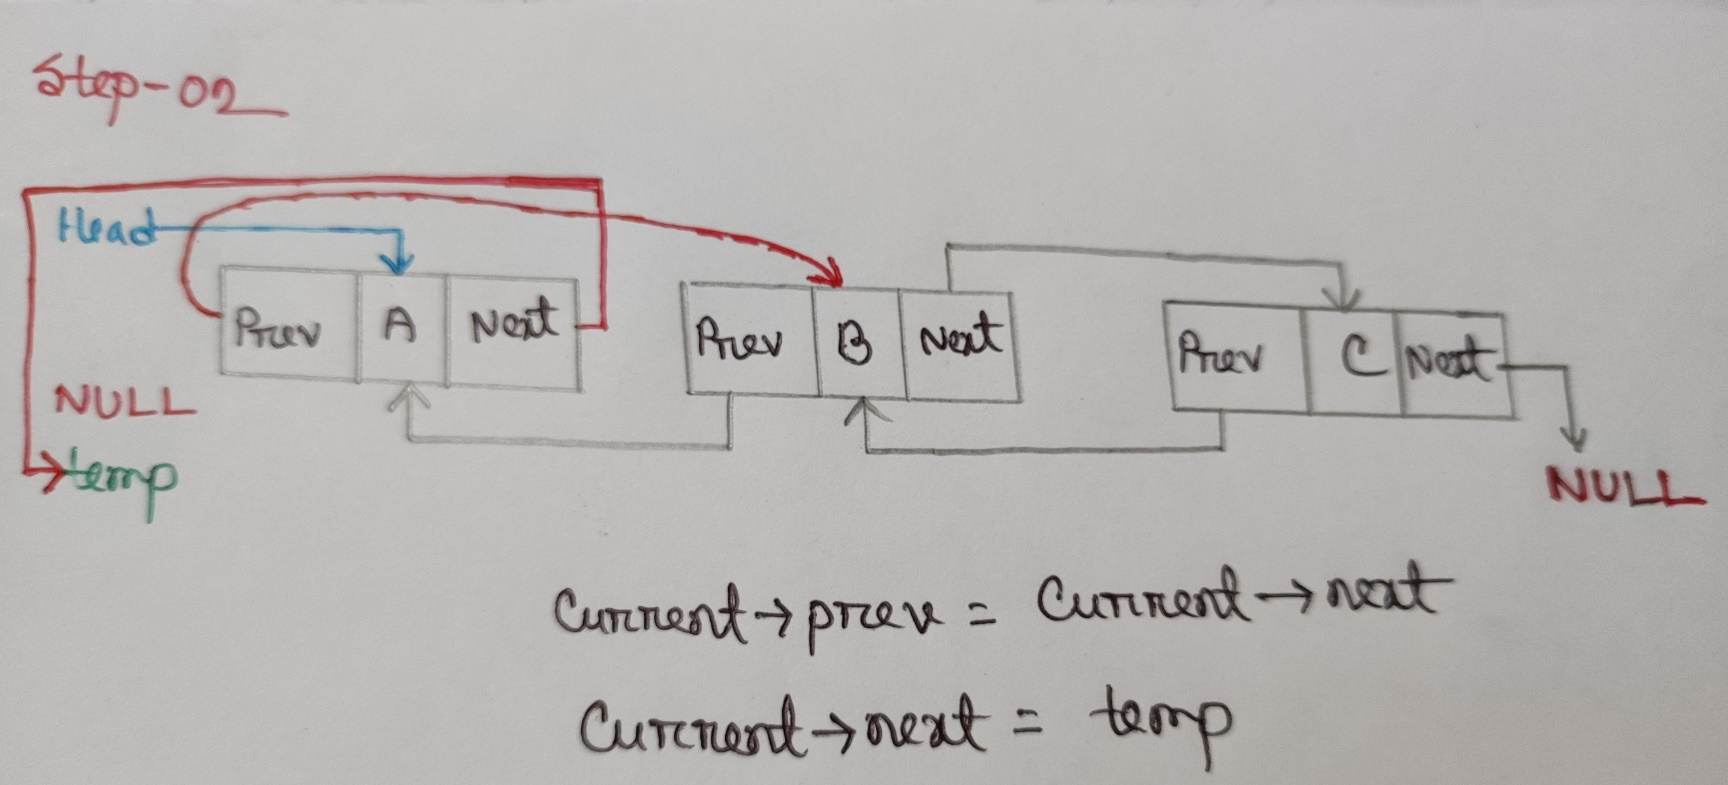 Step-02
Head
Prev A Next
Prev B Next
Prev C Next
NULL
temp
NULL
Current→prev = Current→next
Current→next = temp